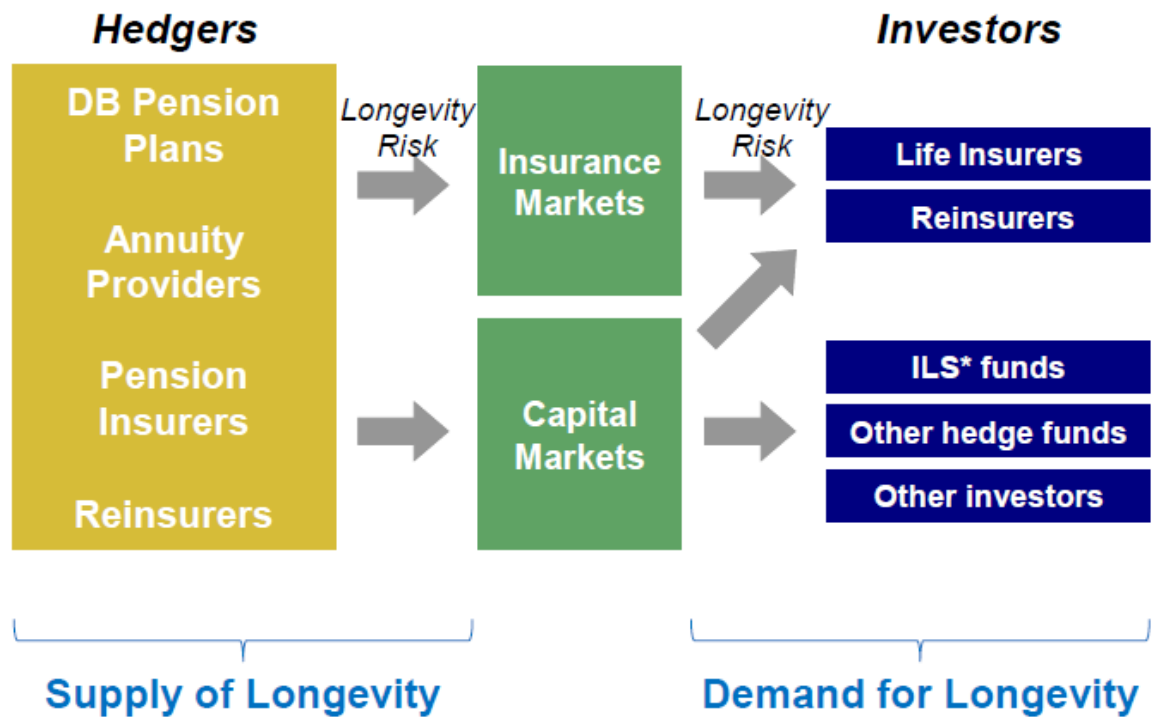 Hedgers
Investors
DB Pension
Plans
Annuity
Providers
Pension
Insurers
Reinsurers
Longevity
Risk
Insurance
Markets
Capital
Markets
Longevity
Risk
Life Insurers
Reinsurers
ILS* funds
Other hedge funds
Other investors
Supply of Longevity
Demand for Longevity